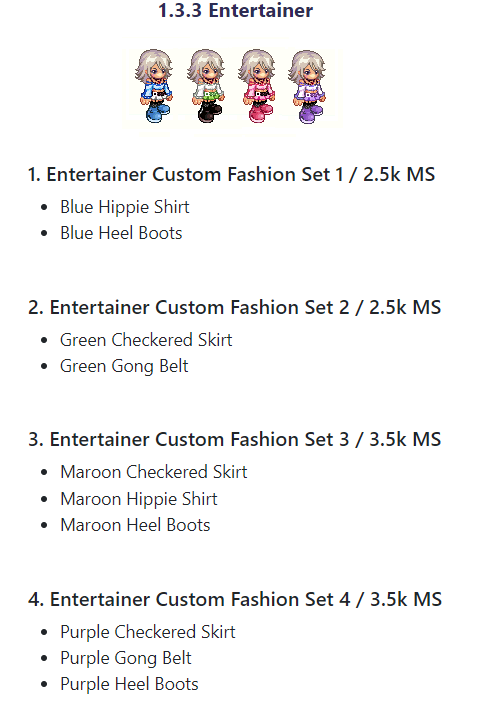 1.3.3 Entertainer
1. Entertainer Custom Fashion Set 1 / 2.5k MS
• Blue Hippie Shirt
• Blue Heel Boots
2. Entertainer Custom Fashion Set 2 / 2.5k MS
• Green Checkered Skirt
• Green Gong Belt
3. Entertainer Custom Fashion Set 3 / 3.5k MS
• Maroon Checkered Skirt
• Maroon Hippie Shirt
• Maroon Heel Boots
4. Entertainer Custom Fashion Set 4 / 3.5k MS
• Purple Checkered Skirt
• Purple Gong Belt
• Purple Heel Boots